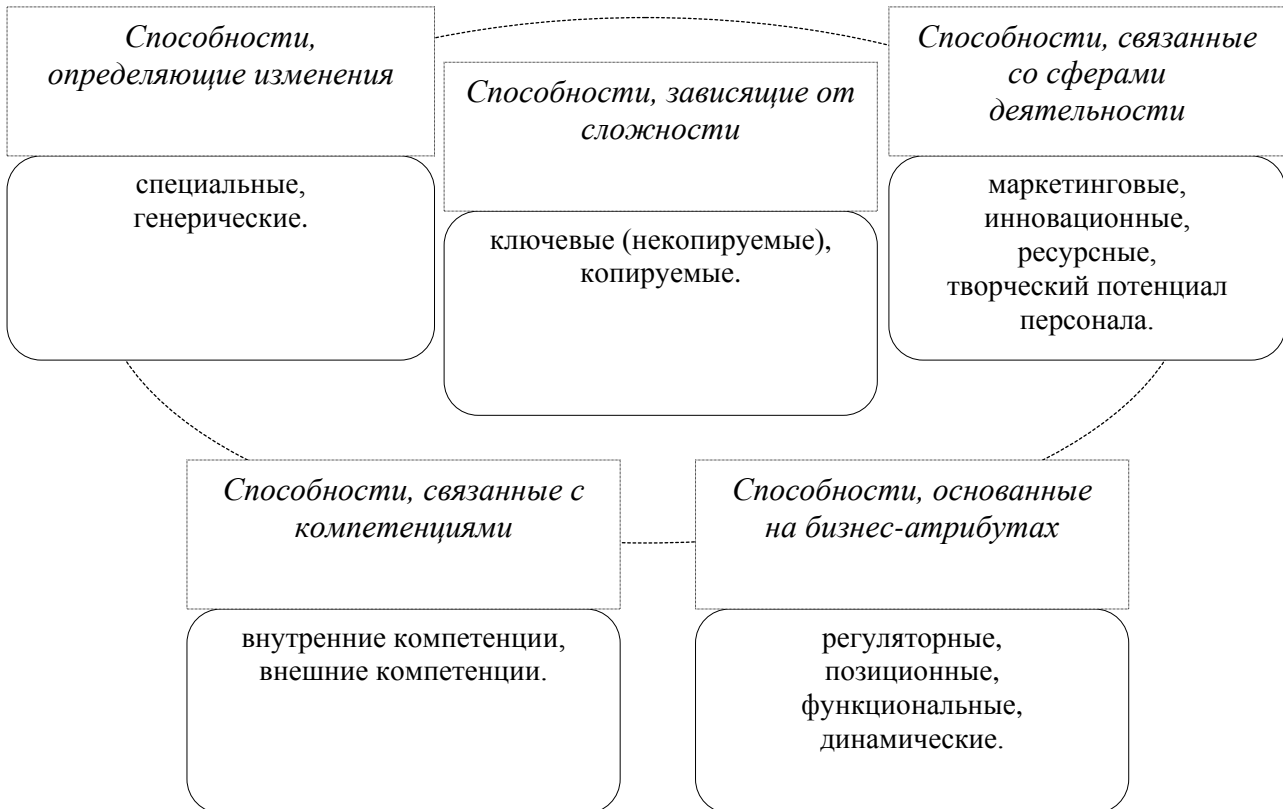 Способности,
определяющие изменения
специальные,
генерические.
Способности, зависящие от
сложности
ключевые (некопируемые),
копируемые.
Способности, связанные
со сферами
деятельности
маркетинговые,
инновационные,
ресурсные,
творческий потенциал
персонала.
Способности, связанные с
компетенциями
внутренние компетенции,
внешние компетенции.
Способности, основанные
на бизнес-атрибутах
регуляторные,
позиционные,
функциональные,
динамические.